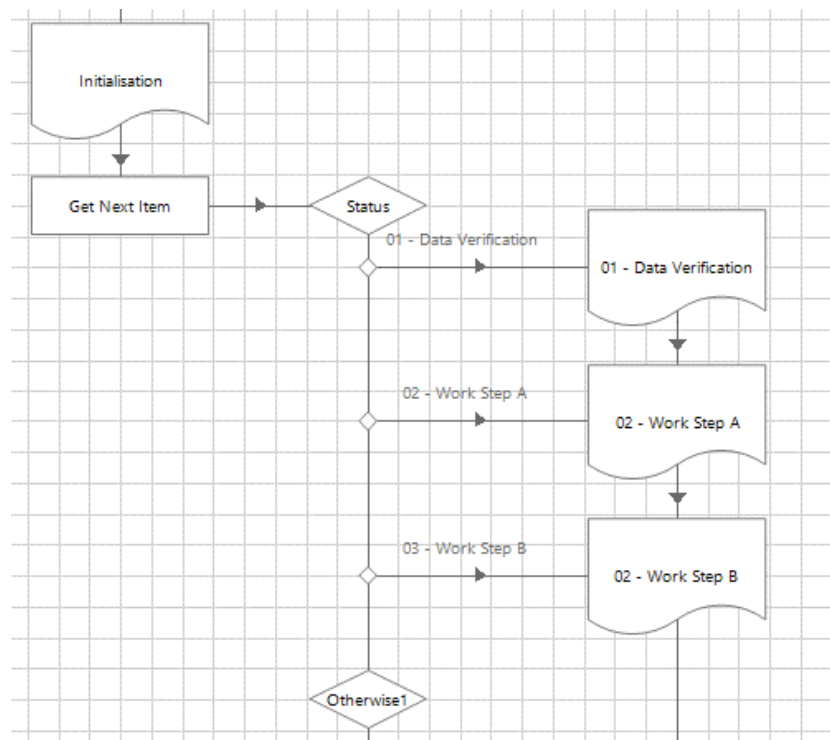 Initialisation
Get Next Item
Status
01 - Data Verification
01 - Data Verification
02 - Work Step A
02 - Work Step A
03 - Work Step B
02 - Work Step B
Otherwise1